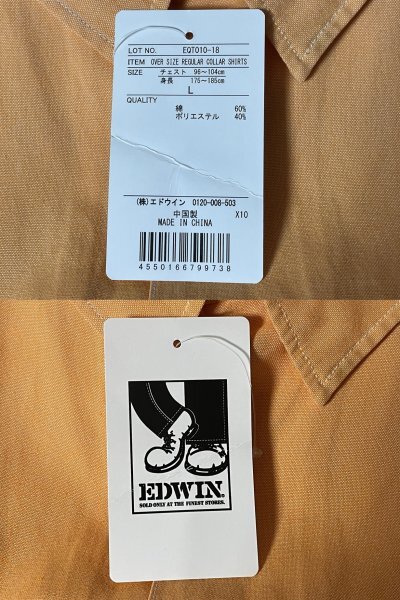 LOT NO. EQT010-18
ITEM OVER SIZE REGULAR COLLAR SHORTS
SIZE チェスト 96~104cm
身長 175~185cm
L
QUALITY
綿 60%
ポリエステル 40%
(株)エドウイン 0120-008-503
中国製 X10
MADE IN CHINA
4550166799738
EDWIN.
SOLD ONLY AT THE FINEST STORES.